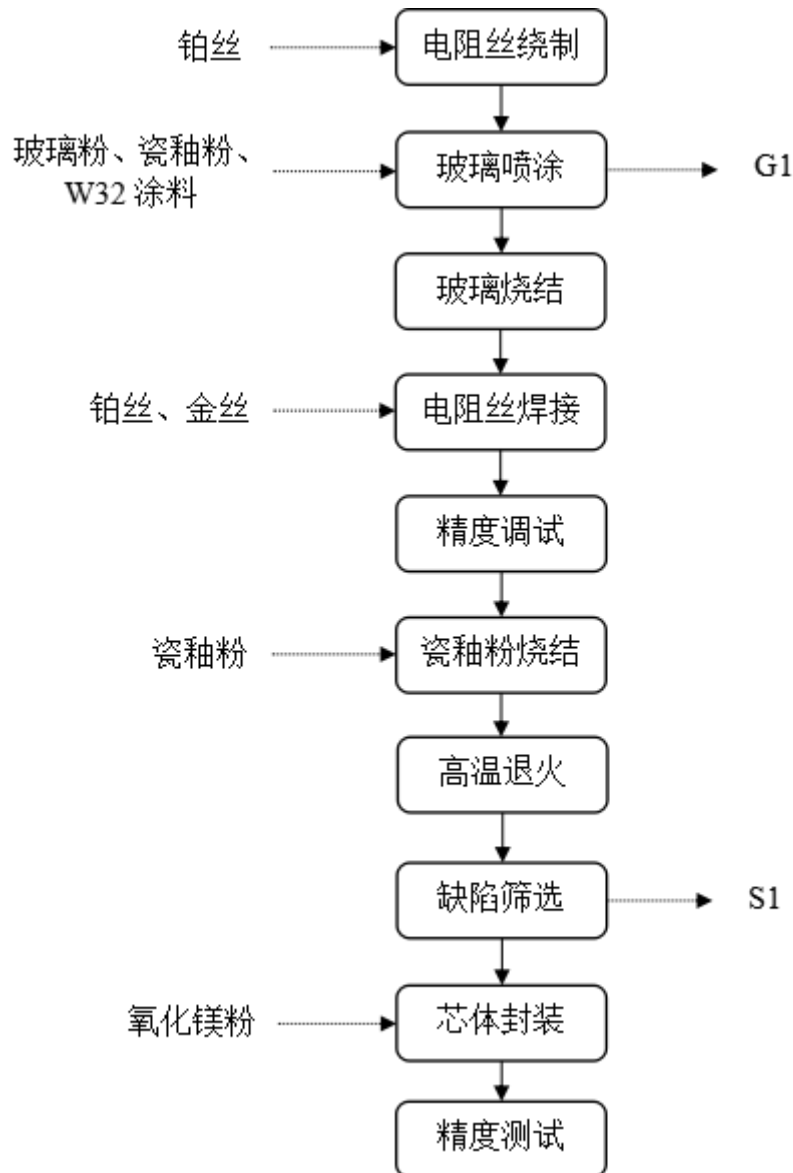 铂丝
电阻丝绕制
玻璃粉、瓷釉粉、
W32 涂料
玻璃喷涂
G1
玻璃烧结
铂丝、金丝
电阻丝焊接
精度调试
瓷釉粉
瓷釉粉烧结
高温退火
缺陷筛选
S1
氧化镁粉
芯体封装
精度测试